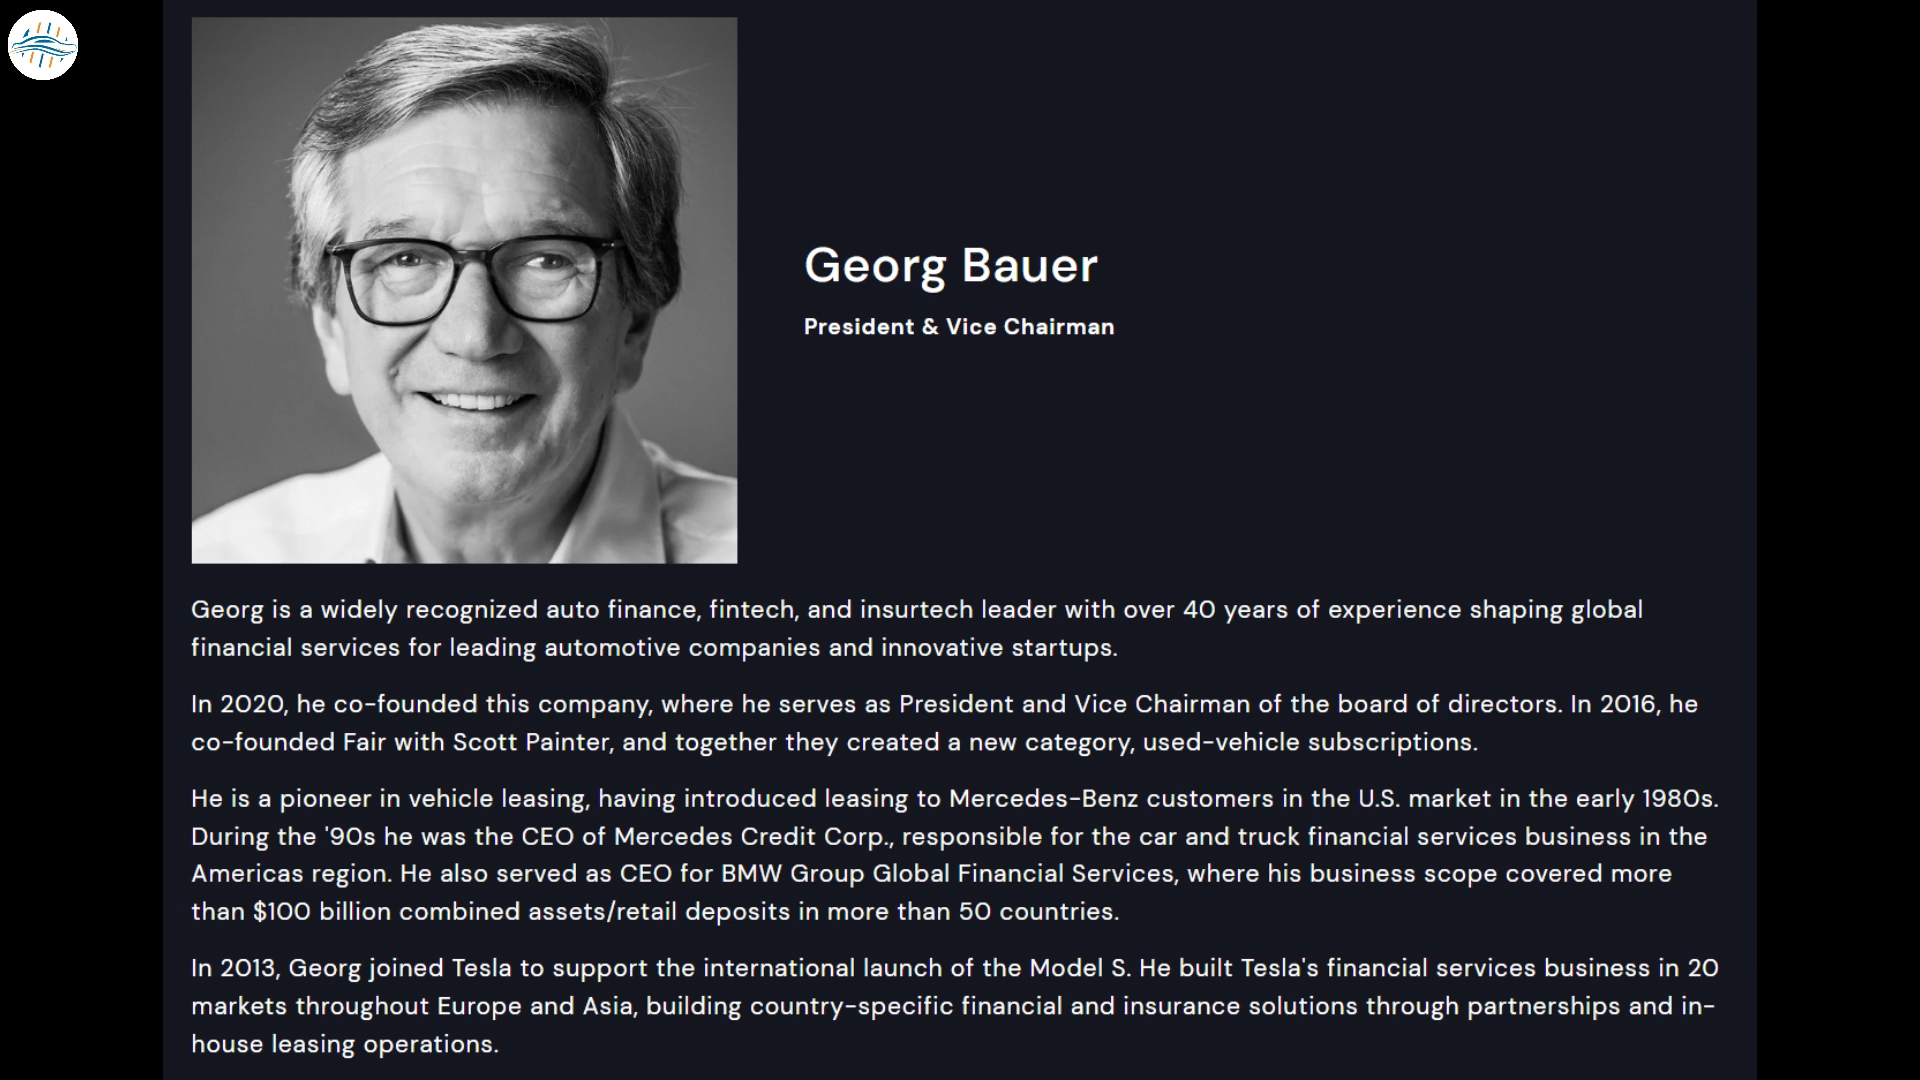 Georg Bauer
President & Vice Chairman
Georg is a widely recognized auto finance, fintech, and insurtech leader with over 40 years of experience shaping global
financial services for leading automotive companies and innovative startups.
In 2020, he co-founded this company, where he serves as President and Vice Chairman of the board of directors. In 2016, he
co-founded Fair with Scott Painter, and together they created a new category, used-vehicle subscriptions.
He is a pioneer in vehicle leasing, having introduced leasing to Mercedes-Benz customers in the U.S. market in the early 1980s.
During the '90s he was the CEO of Mercedes Credit Corp., responsible for the car and truck financial services business in the
Americas region. He also served as CEO for BMW Group Global Financial Services, where his business scope covered more
than $100 billion combined assets/retail deposits in more than 50 countries.
In 2013, Georg joined Tesla to support the international launch of the Model S. He built Tesla's financial services business in 20
markets throughout Europe and Asia, building country-specific financial and insurance solutions through partnerships and in-
house leasing operations.